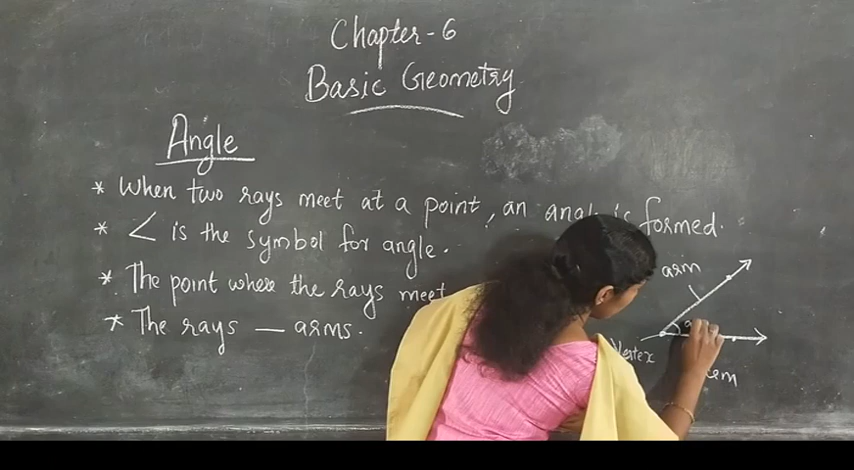 Chapter-6
Basic Geometry
Angle
* When two rays meet at a point, an angle is formed.
* ∠ is the symbol for angle.
* The point where the rays meet
* The rays — arms.
arm
Vertex